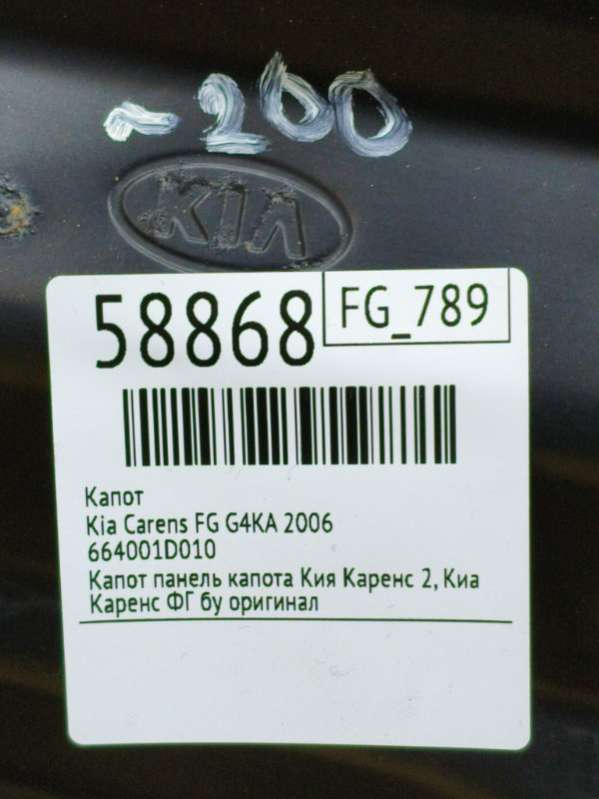 ~200
KIA
58868
FG_789
Капот
Kia Carens FG G4KA 2006
664001D010
Капот панель капота Кия Каренс 2, Киа
Каренс ФГ бу оригинал